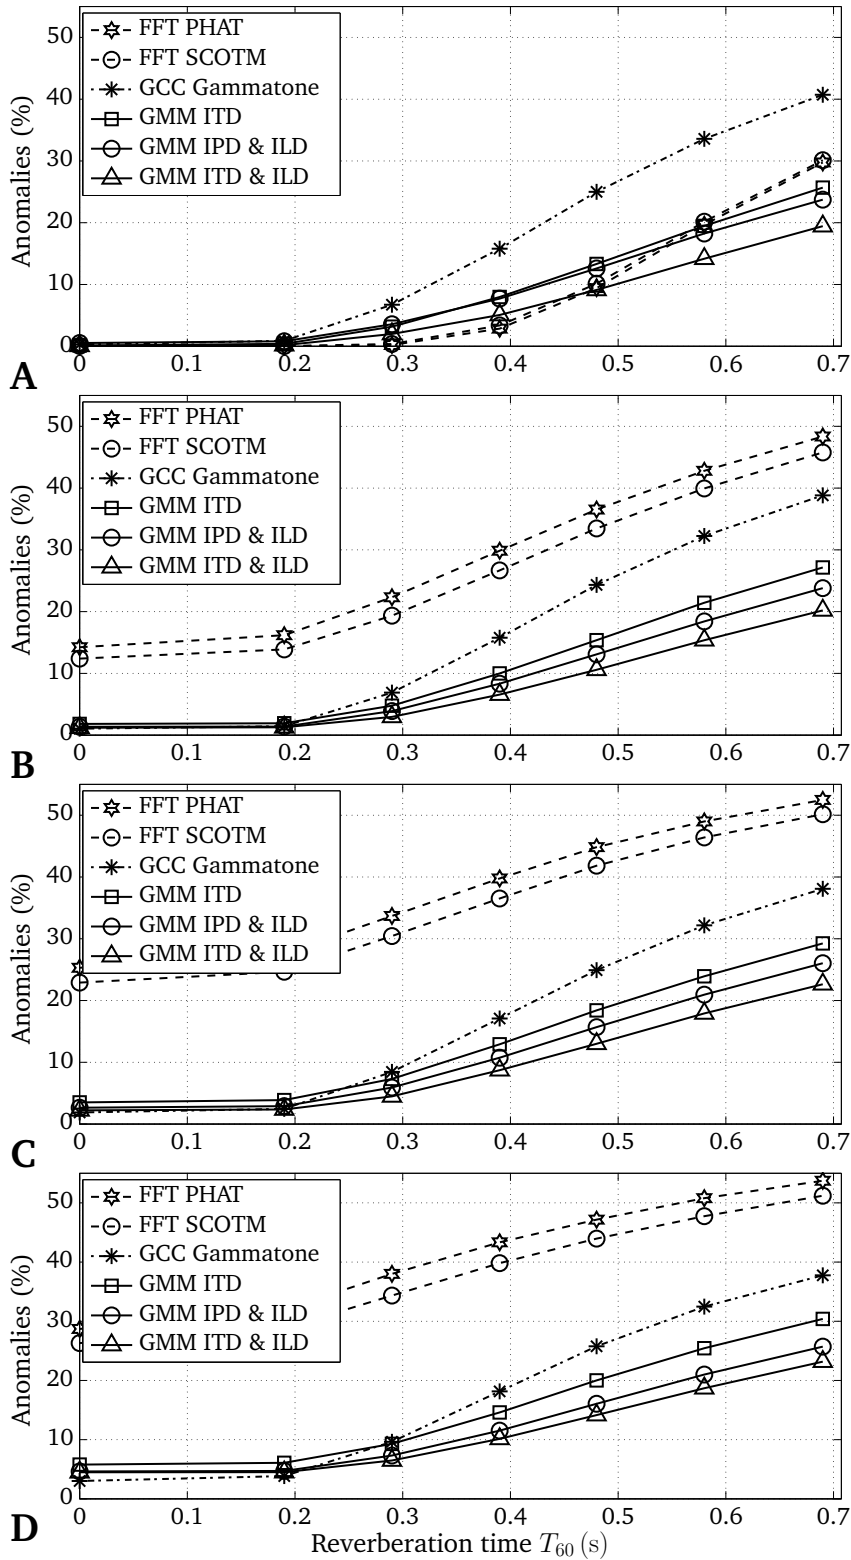 50
40
30
20
10
0
Anomalies (%)
FFT PHAT
FFT SCOTM
GCC Gammatone
GMM ITD
GMM IPD & ILD
GMM ITD & ILD
0 0.1 0.2 0.3 0.4 0.5 0.6 0.7
A
50
40
30
20
10
0
Anomalies (%)
FFT PHAT
FFT SCOTM
GCC Gammatone
GMM ITD
GMM IPD & ILD
GMM ITD & ILD
0 0.1 0.2 0.3 0.4 0.5 0.6 0.7
B
50
40
30
20
10
0
Anomalies (%)
FFT PHAT
FFT SCOTM
GCC Gammatone
GMM ITD
GMM IPD & ILD
GMM ITD & ILD
0 0.1 0.2 0.3 0.4 0.5 0.6 0.7
C
50
40
30
20
10
0
Anomalies (%)
FFT PHAT
FFT SCOTM
GCC Gammatone
GMM ITD
GMM IPD & ILD
GMM ITD & ILD
0 0.1 0.2 0.3 0.4 0.5 0.6 0.7
D
Reverberation time T60 (s)